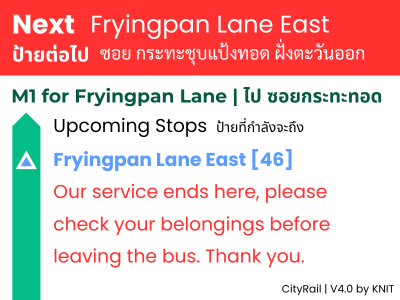 Next Fryingpan Lane East
ป้ายต่อไป ซอย กระทะชุบแป้งทอด ฝั่งตะวันออก
M1 for Fryingpan Lane | ไป ซอยกระทะทอด
Upcoming Stops ป้ายที่กำลังจะถึง
Fryingpan Lane East [46]
Our service ends here, please
check your belongings before
leaving the bus. Thank you.
CityRail | V4.0 by KNIT